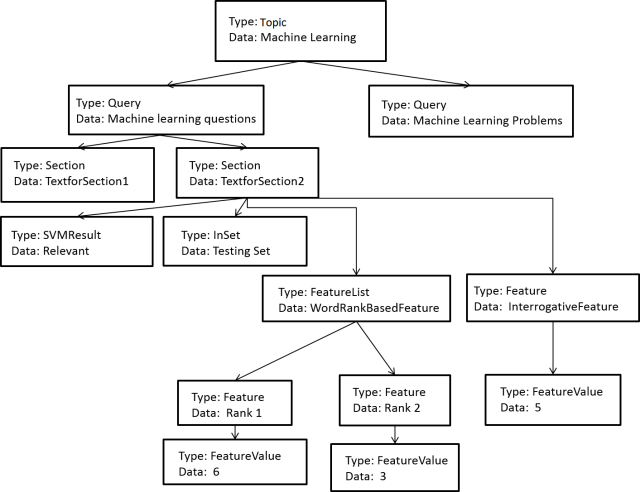 Type: Topic
Data: Machine Learning
Type: Query
Data: Machine learning questions
Type: Query
Data: Machine Learning Problems
Type: Section
Data: TextforSection1
Type: Section
Data: TextforSection2
Type: SVMResult
Data: Relevant
Type: InSet
Data: Testing Set
Type: FeatureList
Data: WordRankBasedFeature
Type: Feature
Data: InterrogativeFeature
Type: Feature
Data: Rank 1
Type: Feature
Data: Rank 2
Type: FeatureValue
Data: 5
Type: FeatureValue
Data: 6
Type: FeatureValue
Data: 3